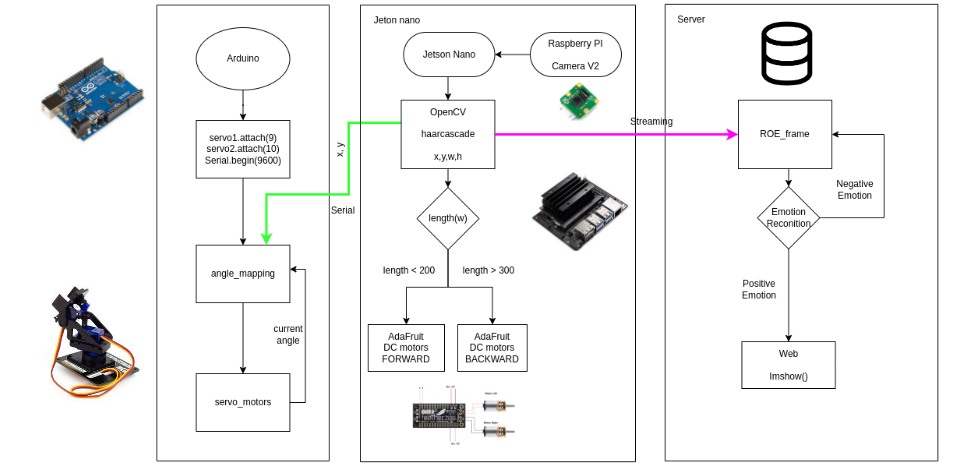 Arduino
servo1.attach(9)
servo2.attach(10)
Serial.begin(9600)
angle_mapping
current
angle
servo_motors
x, y
Serial
Jeton nano
Jetson Nano
Raspberry PI
Camera V2
OpenCV
haarcascade
x,y,w,h
length(w)
length < 200
length > 300
AdaFruit
DC motors
FORWARD
AdaFruit
DC motors
BACKWARD
Streaming
Server
ROE_frame
Negative
Emotion
Emotion
Reconition
Positive
Emotion
Web
Imshow()